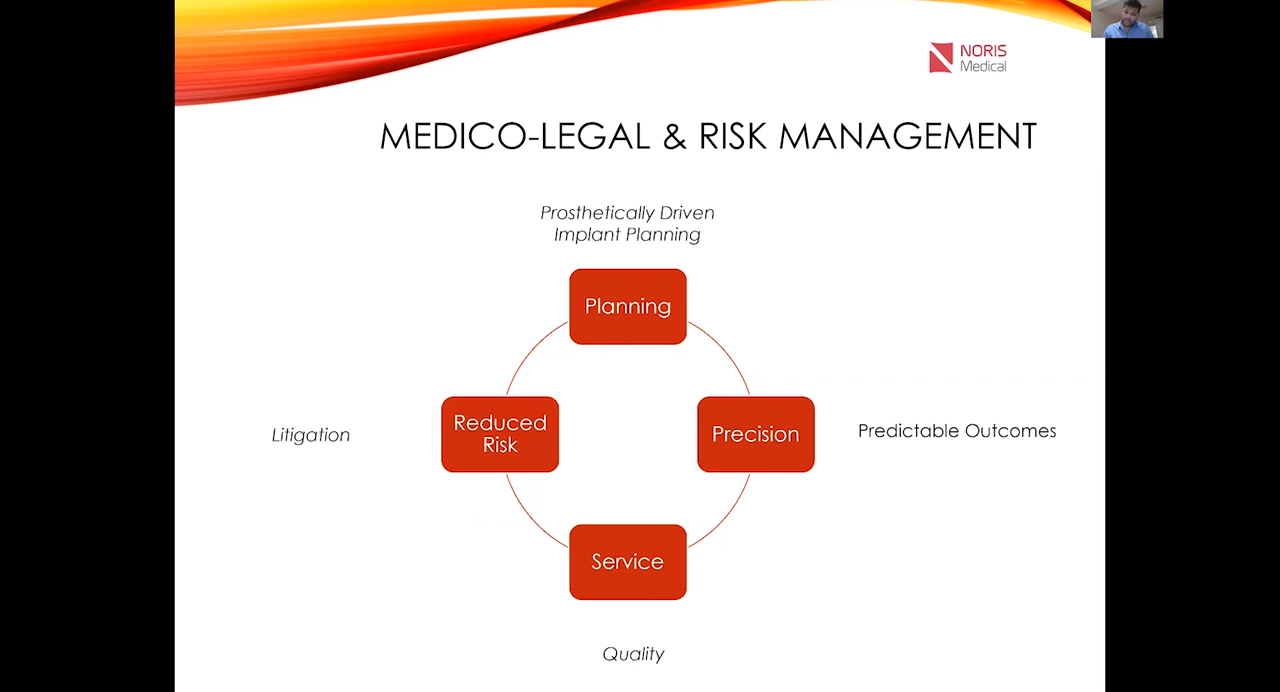 NORIS
Medical
MEDICO-LEGAL & RISK MANAGEMENT
Prosthetically Driven
Implant Planning
Planning
Reduced
Risk
Litigation
Precision
Predictable Outcomes
Service
Quality